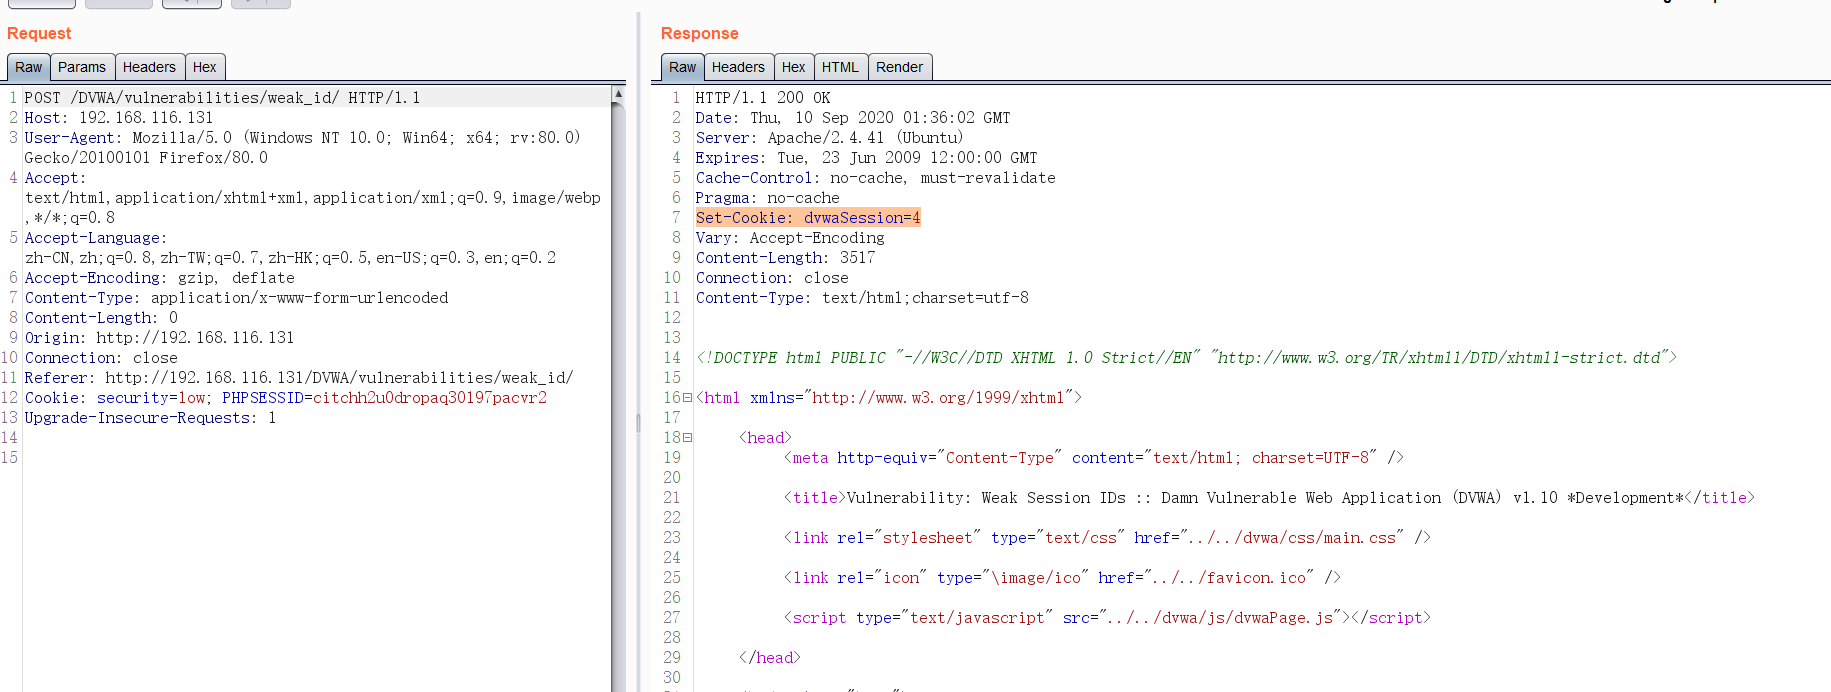 Request
Raw Params Headers Hex
1 POST /DVWA/vulnerabilities/weak_id/ HTTP/1.1
2 Host: 192.168.116.131
3 User-Agent: Mozilla/5.0 (Windows NT 10.0; Win64; x64; rv:80.0)
Gecko/20100101 Firefox/80.0
4 Accept:
text/html,application/xhtml+xml,application/xml;q=0.9,image/webp
,*/*;q=0.8
5 Accept-Language:
zh-CN,zh;q=0.8,zh-TW;q=0.7,zh-HK;q=0.5,en-US;q=0.3,en;q=0.2
6 Accept-Encoding: gzip, deflate
7 Content-Type: application/x-www-form-urlencoded
8 Content-Length: 0
9 Origin: http://192.168.116.131
10 Connection: close
11 Referer: http://192.168.116.131/DVWA/vulnerabilities/weak_id/
12 Cookie: security=low; PHPSESSID=citchh2u0dropaq30197pacvr2
13 Upgrade-Insecure-Requests: 1
14
15
Response
Raw Headers Hex HTML Render
1 HTTP/1.1 200 OK
2 Date: Thu, 10 Sep 2020 01:36:02 GMT
3 Server: Apache/2.4.41 (Ubuntu)
4 Expires: Tue, 23 Jun 2009 12:00:00 GMT
5 Cache-Control: no-cache, must-revalidate
6 Pragma: no-cache
7 Set-Cookie: dvwaSession=4
8 Vary: Accept-Encoding
9 Content-Length: 3517
10 Connection: close
11 Content-Type: text/html;charset=utf-8
12
13
14 <!DOCTYPE html PUBLIC "-//W3C//DTD XHTML 1.0 Strict//EN" "http://www.w3.org/TR/xhtml1/DTD/xhtml1-strict.dtd">
15
16 <html xmlns="http://www.w3.org/1999/xhtml">
17
18 <head>
19 <meta http-equiv="Content-Type" content="text/html; charset=UTF-8" />
20
21 <title>Vulnerability: Weak Session IDs :: Damn Vulnerable Web Application (DVWA) v1.10 *Development*</title>
22
23 <link rel="stylesheet" type="text/css" href="../../dvwa/css/main.css" />
24
25 <link rel="icon" type="\image/ico" href="../../favicon.ico" />
26
27 <script type="text/javascript" src="../../dvwa/js/dvwaPage.js"></script>
28
29 </head>
30